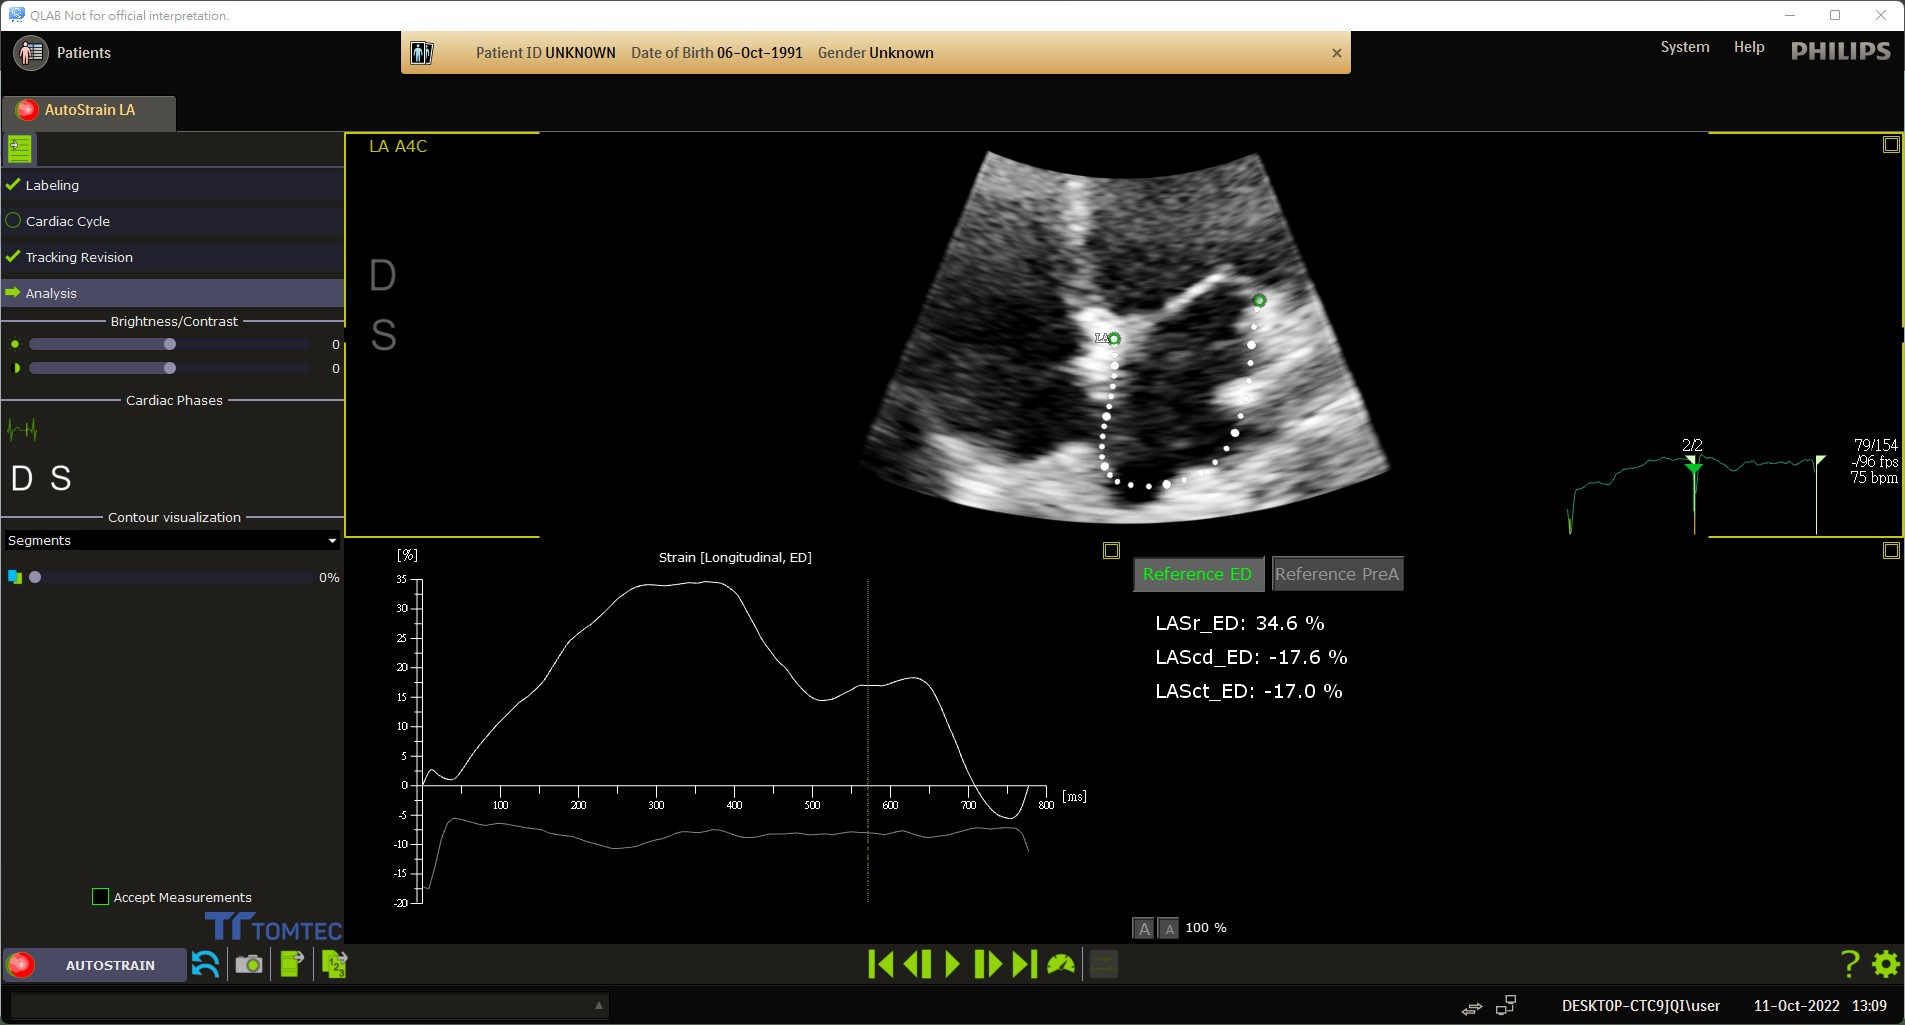 QLAB Not for official interpretation.
Patients
Patient ID UNKNOWN Date of Birth 06-Oct-1991 Gender Unknown
System Help PHILIPS
AutoStrain LA
Labeling
Cardiac Cycle
Tracking Revision
Analysis
Brightness/Contrast
0
0
Cardiac Phases
D S
Contour visualization
Segments
0%
Accept Measurements
TOMTEC
LA A4C
D
S
LA
2/2
79/154
-/96 fps
75 bpm
[%]
Strain [Longitudinal, ED]
35
30
25
20
15
10
5
0
-5
-10
-15
-20
100 200 300 400 500 600 700 800 [ms]
Reference ED Reference PreA
LASr_ED: 34.6 %
LAScd_ED: -17.6 %
LASct_ED: -17.0 %
A A 100 %
AUTOSTRAIN
1 2 3
?
DESKTOP-CTC9JQI\user 11-Oct-2022 13:09